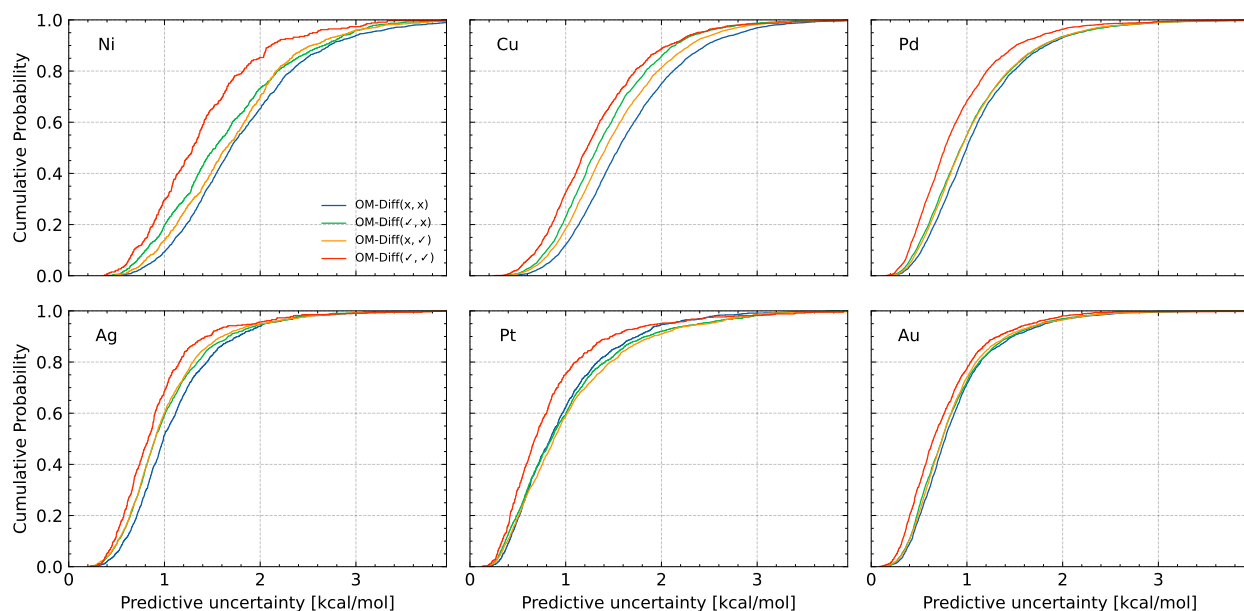 Cumulative Probability
1.0
0.8
0.6
0.4
0.2
0.0
Ni
OM-Diff(x, x)
OM-Diff(✓, x)
OM-Diff(x, ✓)
OM-Diff(✓, ✓)
Cu
Pd
Cumulative Probability
1.0
0.8
0.6
0.4
0.2
0.0
Ag
0 1 2 3
Predictive uncertainty [kcal/mol]
Pt
0 1 2 3
Predictive uncertainty [kcal/mol]
Au
0 1 2 3
Predictive uncertainty [kcal/mol]